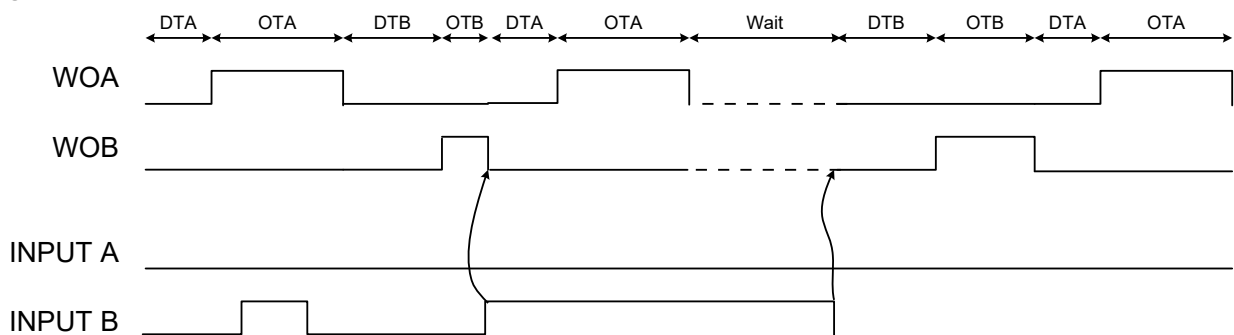 DTA OTA DTB OTB DTA OTA Wait DTB OTB DTA OTA
WOA
WOB
INPUT A
INPUT B